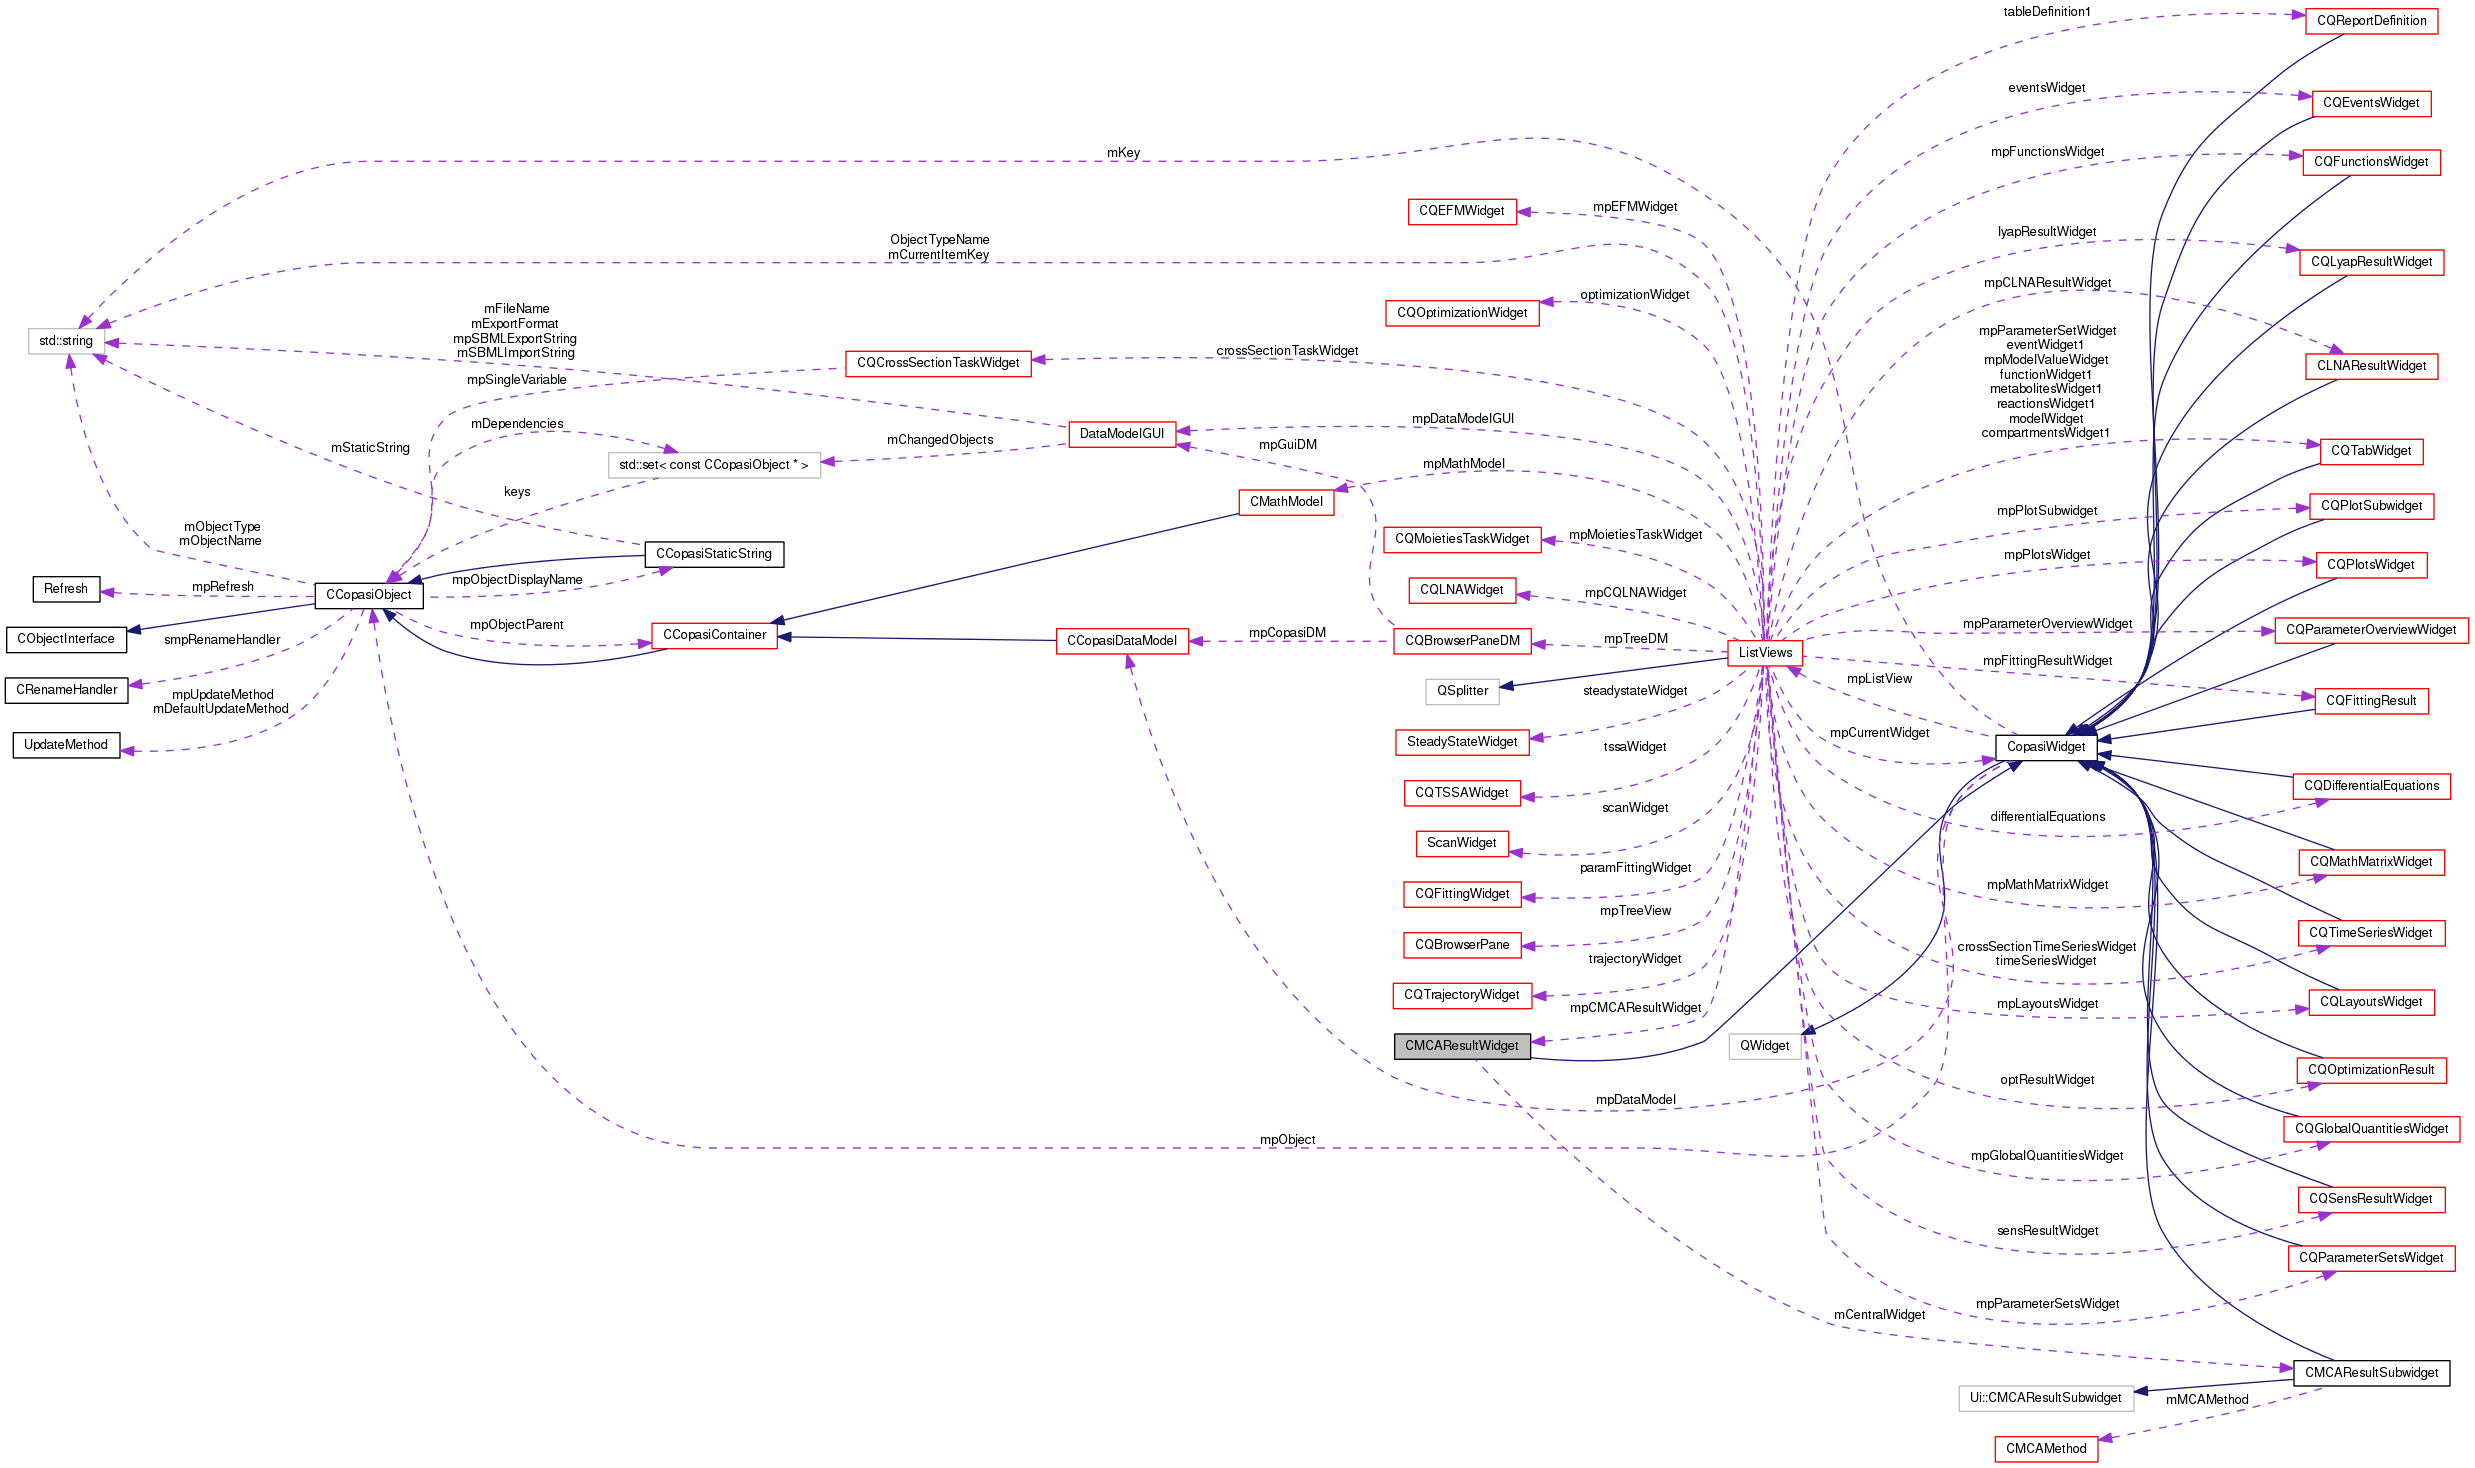 tableDefinition1
CQReportDefinition
eventsWidget
CQEventsWidget
mKey
mpFunctionsWidget
CQFunctionsWidget
CQEFMWidget
mpEFMWidget
ObjectTypeName
mCurrentItemKey
lyapResultWidget
CQLyapResultWidget
mpCLNAResultWidget
optimizationWidget
CQOptimizationWidget
mFileName
mExportFormat
mpSBMLExportString
mSBMLImportString
std::string
CQCrossSectionTaskWidget
crossSectionTaskWidget
mpParameterSetWidget
eventWidget1
mpModelValueWidget
functionWidget1
metabolitesWidget1
reactionsWidget1
modelWidget
compartmentsWidget1
CLNAResultWidget
mpSingleVariable
mDependencies
mStaticString
mChangedObjects
DataModelGUI
mpDataModelGUI
mpGuiDM
CQTabWidget
std::set< const CCopasiObject * >
mpMathModel
keys
CMathModel
mpPlotSubwidget
CQPlotSubwidget
mObjectType
mObjectName
CQMoietiesTaskWidget
mpMoietiesTaskWidget
CCopasiStaticString
mpPlotsWidget
CQPlotsWidget
Refresh
mpRefresh
CCopasiObject
mpObjectDisplayName
CQLNAWidget
mpCQLNAWidget
CObjectInterface
smpRenameHandler
mpObjectParent
CCopasiContainer
CCopasiDataModel
mpCopasiDM
CQBrowserPaneDM
mpTreeDM
ListViews
mpParameterOverviewWidget
CQParameterOverviewWidget
mpFittingResultWidget
CQFittingResult
CRenameHandler
mpUpdateMethod
mDefaultUpdateMethod
QSplitter
steadystateWidget
mpListView
UpdateMethod
SteadyStateWidget
mpCurrentWidget
CopasiWidget
tssaWidget
CQTSSAWidget
CQDifferentialEquations
scanWidget
differentialEquations
ScanWidget
CQMathMatrixWidget
paramFittingWidget
CQFittingWidget
mpMathMatrixWidget
mpTreeView
CQBrowserPane
CQTimeSeriesWidget
crossSectionTimeSeriesWidget
timeSeriesWidget
trajectoryWidget
CQTrajectoryWidget
mpCMCAResultWidget
mpLayoutsWidget
CQLayoutsWidget
CMCAResultWidget
QWidget
CQOptimizationResult
optResultWidget
mpDataModel
mpObject
CQGlobalQuantitiesWidget
mpGlobalQuantitiesWidget
CQSensResultWidget
sensResultWidget
CQParameterSetsWidget
mpParameterSetsWidget
mCentralWidget
CMCAResultSubwidget
Ui::CMCAResultSubwidget
mMCAMethod
CMCAMethod